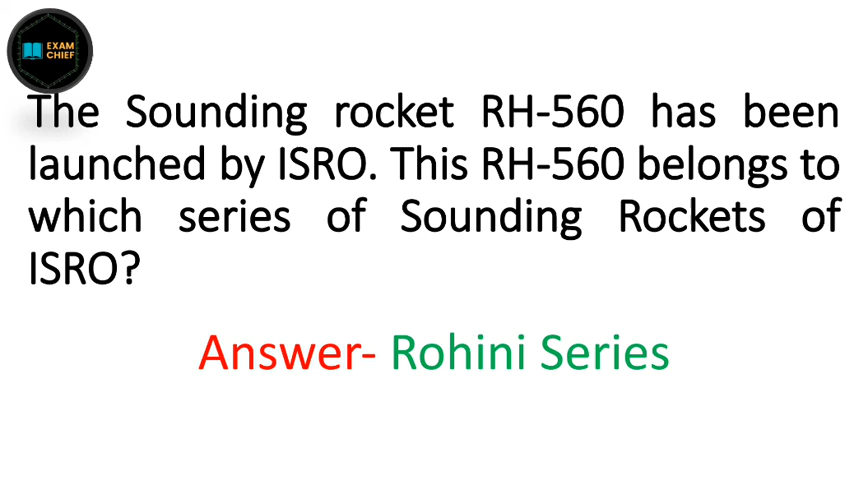 EXAM
CHIEF
The Sounding rocket RH-560 has been
launched by ISRO. This RH-560 belongs to
which series of Sounding Rockets of
ISRO?
Answer- Rohini Series